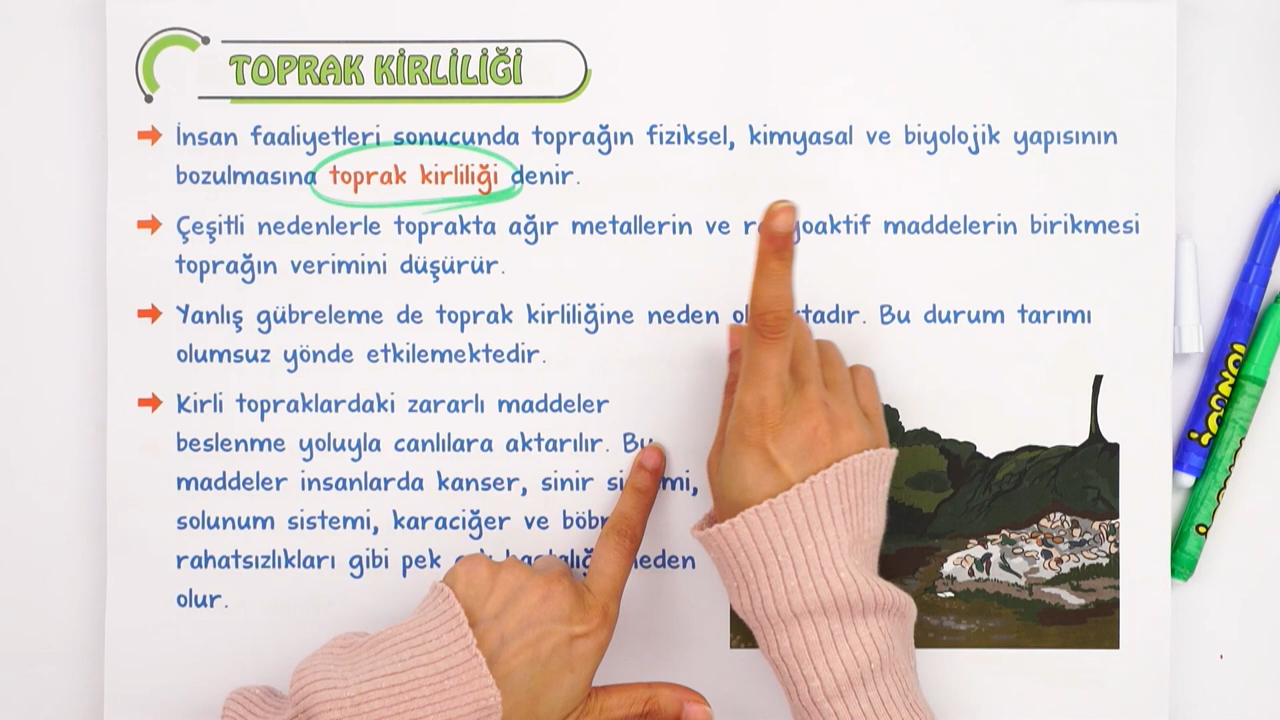 TOPRAK KİRLİLİĞİ
İnsan faaliyetleri sonucunda toprağın fiziksel, kimyasal ve biyolojik yapısının
bozulmasına toprak kirliliği denir.
Çeşitli nedenlerle toprakta ağır metallerin ve maddelerin birikmesi
toprağın verimini düşürür.
Yanlış gübreleme de toprak kirliliğine neden Bu durum tarımı
olumsuz yönde etkilemektedir.
Kirli topraklardaki zararlı maddeler
beslenme yoluyla canlılara aktarılır. Bu
maddeler insanlarda kanser, sinir
solunum sistemi, karaciğer ve
rahatsızlıkları gibi pek neden
olur.